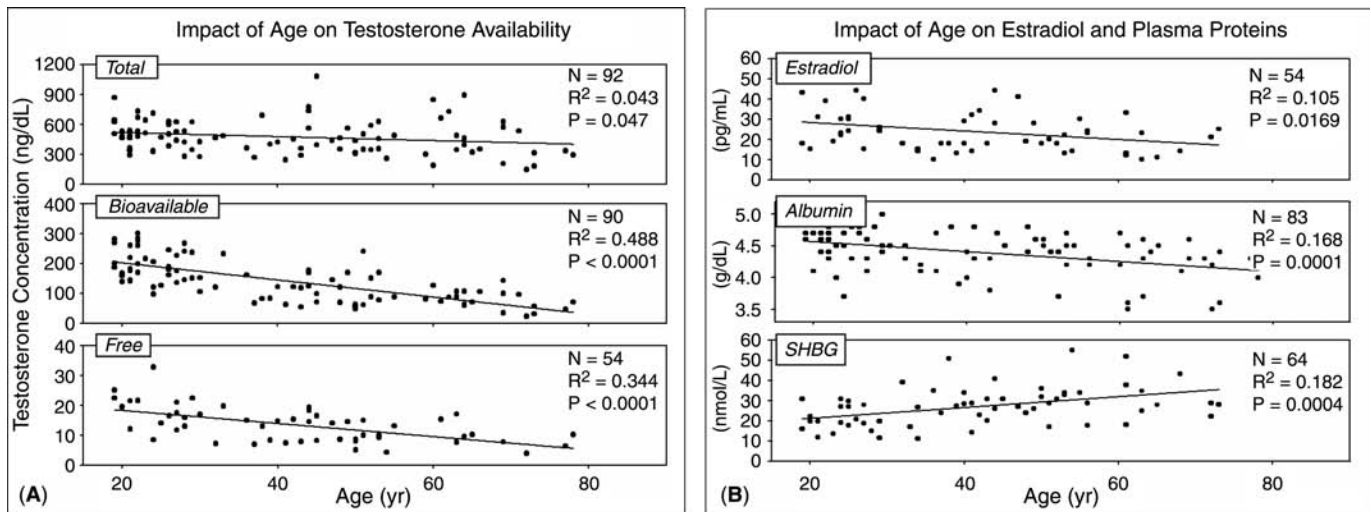 Impact of Age on Testosterone Availability
Testosterone Concentration (ng/dL)
Total
N = 92
R² = 0.043
P = 0.047
1200
900
600
300
0
Bioavailable
N = 90
R² = 0.488
P < 0.0001
400
300
200
100
0
Free
N = 54
R² = 0.344
P < 0.0001
40
30
20
10
0
20 40 60 80
(A)
Age (yr)
Impact of Age on Estradiol and Plasma Proteins
Estradiol
N = 54
R² = 0.105
P = 0.0169
(pg/mL)
60
50
40
30
20
10
0
Albumin
N = 83
R² = 0.168
P = 0.0001
(g/dL)
5.0
4.5
4.0
3.5
SHBG
N = 64
R² = 0.182
P = 0.0004
(nmol/L)
60
50
40
30
20
10
0
20 40 60 80
(B)
Age (yr)